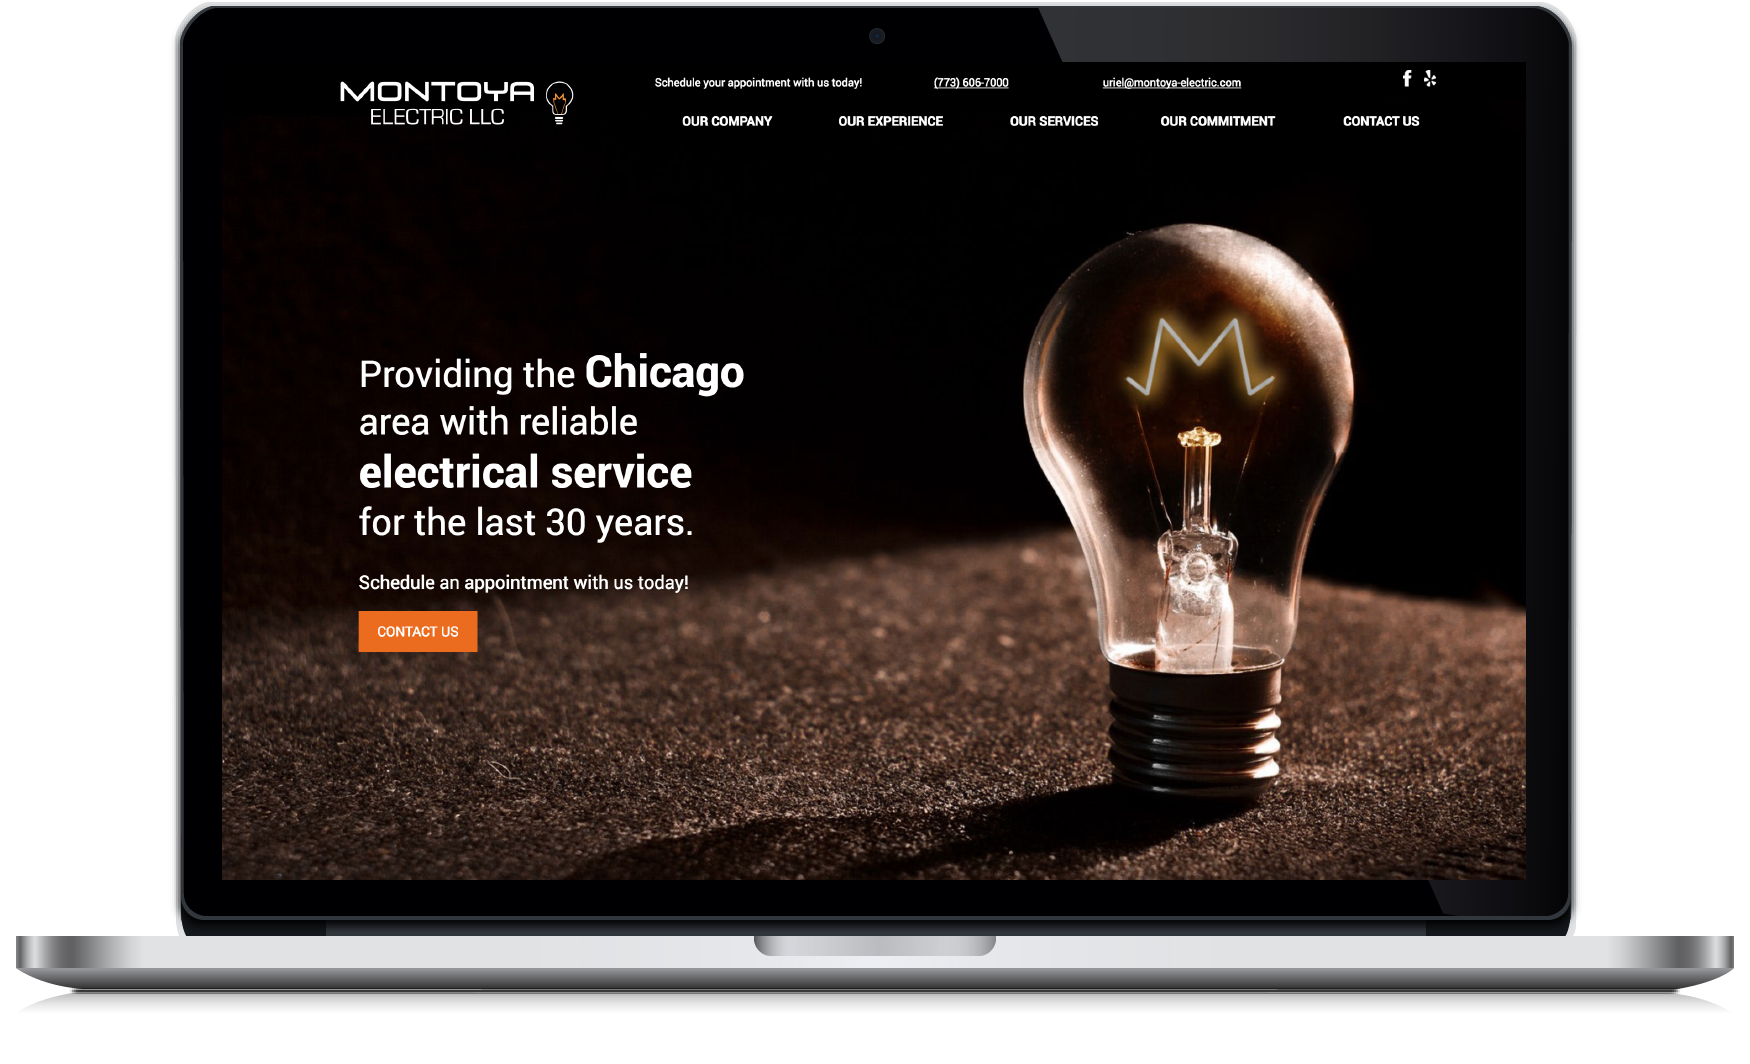 MONTOYA
ELECTRIC LLC
Schedule your appointment with us today! (773) 606-7000 uriel@montoya-electric.com
OUR COMPANY OUR EXPERIENCE OUR SERVICES OUR COMMITMENT CONTACT US
Providing the Chicago
area with reliable
electrical service
for the last 30 years.
Schedule an appointment with us today!
CONTACT US